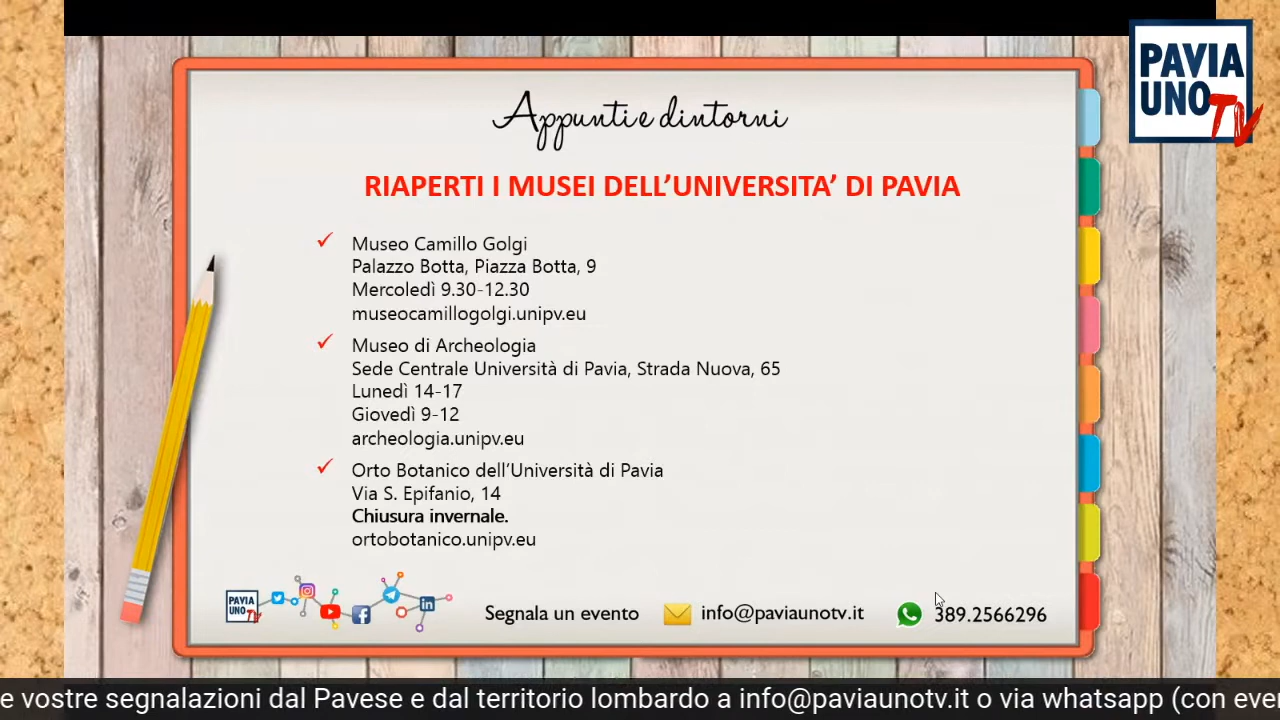 PAVIA
UNO TV
Appunti e dintorni
RIAPERTI I MUSEI DELL'UNIVERSITA' DI PAVIA
Museo Camillo Golgi
Palazzo Botta, Piazza Botta, 9
Mercoledì 9.30-12.30
museocamillogolgi.unipv.eu
Museo di Archeologia
Sede Centrale Università di Pavia, Strada Nuova, 65
Lunedì 14-17
Giovedì 9-12
archeologia.unipv.eu
Orto Botanico dell'Università di Pavia
Via S. Epifanio, 14
Chiusura invernale.
ortobotanico.unipv.eu
PAVIA
UNO TV
Segnala un evento info@paviaunotv.it 389.2566296
e vostre segnalazioni dal Pavese e dal territorio lombardo a info@paviaunotv.it o via whatsapp (con eve